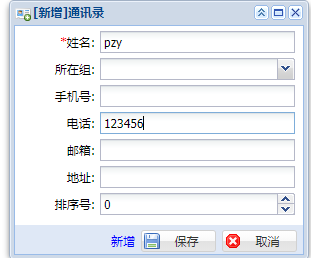 [新增]通讯录
*姓名: pzy
所在组:
手机号:
电话: 123456
邮箱:
地址:
排序号: 0
新增 保存 取消